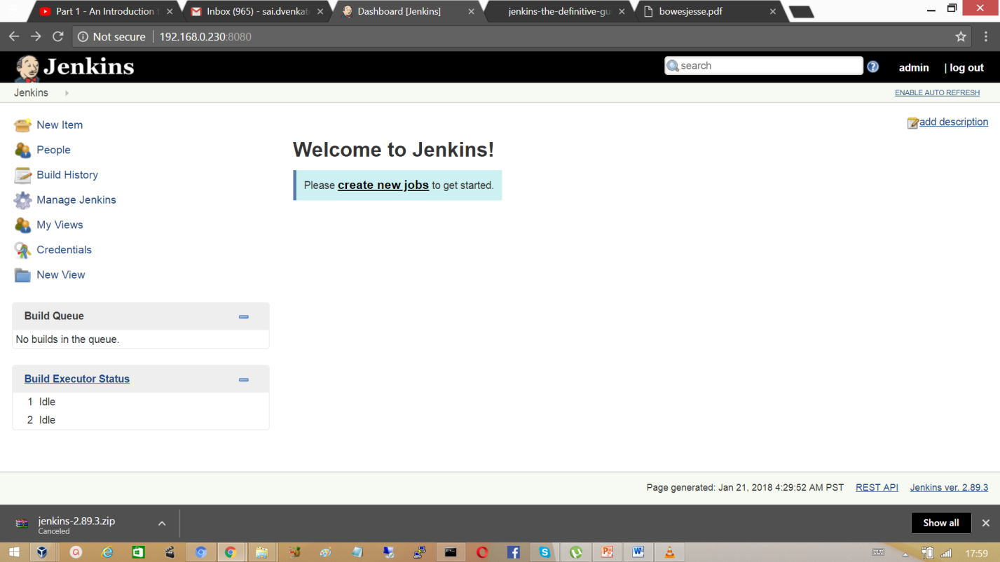 Part 1 - An Introduction
Inbox (965) - sai.dvenkat
Dashboard [Jenkins]
jenkins-the-definitive-gu
bowesjesse.pdf
Not secure
192.168.0.230:8080
Jenkins
search
admin
| log out
Jenkins
ENABLE AUTO REFRESH
New Item
People
Build History
Manage Jenkins
My Views
Credentials
New View
add description
Welcome to Jenkins!
Please create new jobs to get started.
Build Queue
No builds in the queue.
Build Executor Status
1 Idle
2 Idle
Page generated: Jan 21, 2018 4:29:52 AM PST
REST API
Jenkins ver. 2.89.3
jenkins-2.89.3.zip
Canceled
Show all
17:59